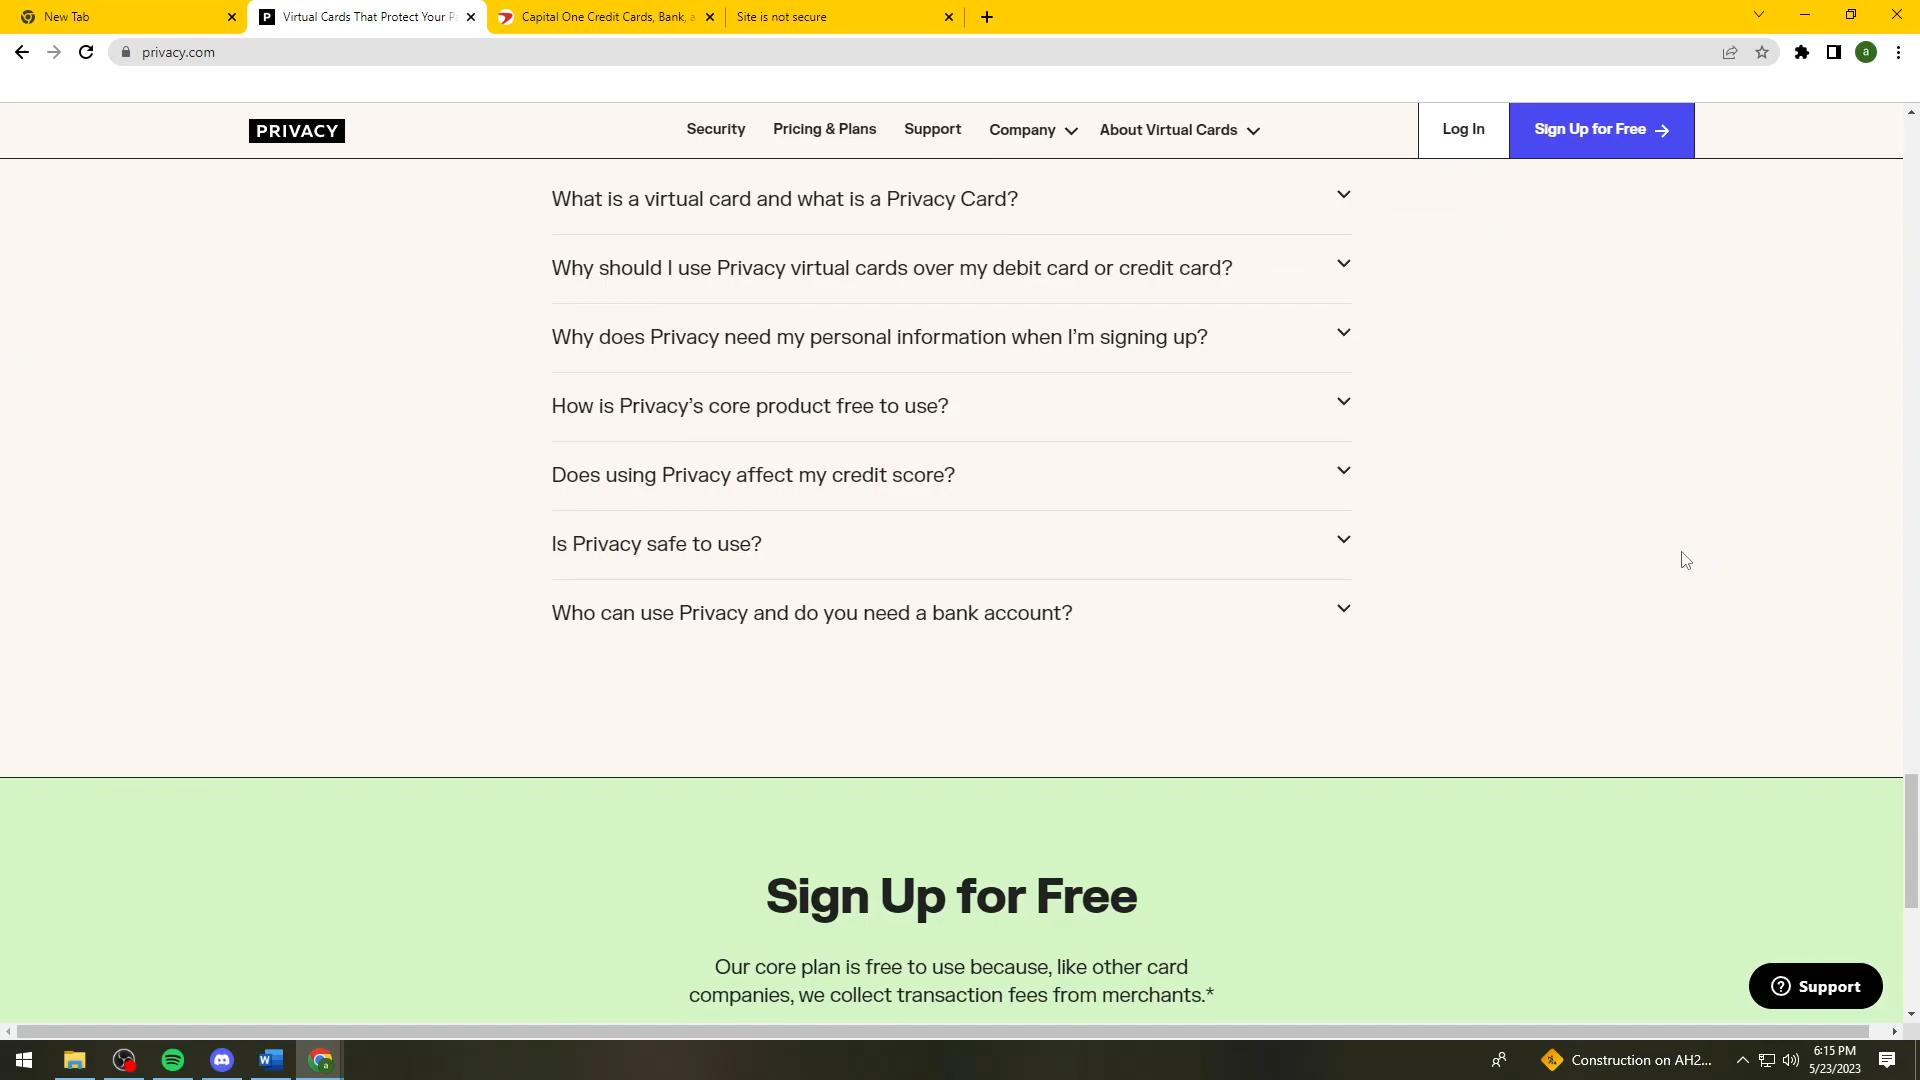 New Tab
Virtual Cards That Protect Your P
Capital One Credit Cards, Bank, a
Site is not secure
privacy.com
a
PRIVACY
Security
Pricing & Plans
Support
Company
About Virtual Cards
Log In
Sign Up for Free
What is a virtual card and what is a Privacy Card?
Why should I use Privacy virtual cards over my debit card or credit card?
Why does Privacy need my personal information when I'm signing up?
How is Privacy's core product free to use?
Does using Privacy affect my credit score?
Is Privacy safe to use?
Who can use Privacy and do you need a bank account?
Sign Up for Free
Our core plan is free to use because, like other card
companies, we collect transaction fees from merchants.*
Support
Construction on AH2...
6:15 PM
5/23/2023